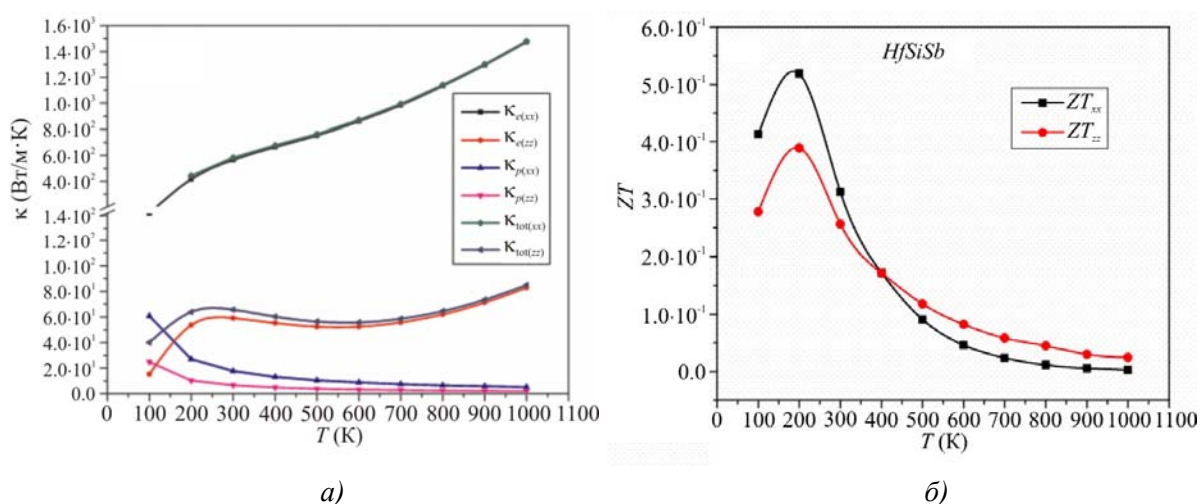 κ (Вт/м·К)
1.6·10³
1.4·10³
1.2·10³
1.0·10³
8.0·10²
6.0·10²
4.0·10²
1.4·10²
1.2·10²
1.0·10²
8.0·10¹
6.0·10¹
4.0·10¹
2.0·10¹
0.0
0 100 200 300 400 500 600 700 800 900 1000 1100
T (К)
κe(xx)
κe(zz)
κp(xx)
κp(zz)
κtot(xx)
κtot(zz)
а)
HfSiSb
ZT
6.0·10⁻¹
5.0·10⁻¹
4.0·10⁻¹
3.0·10⁻¹
2.0·10⁻¹
1.0·10⁻¹
0.0
0 100 200 300 400 500 600 700 800 900 1000 1100
T (К)
ZTxx
ZTzz
б)